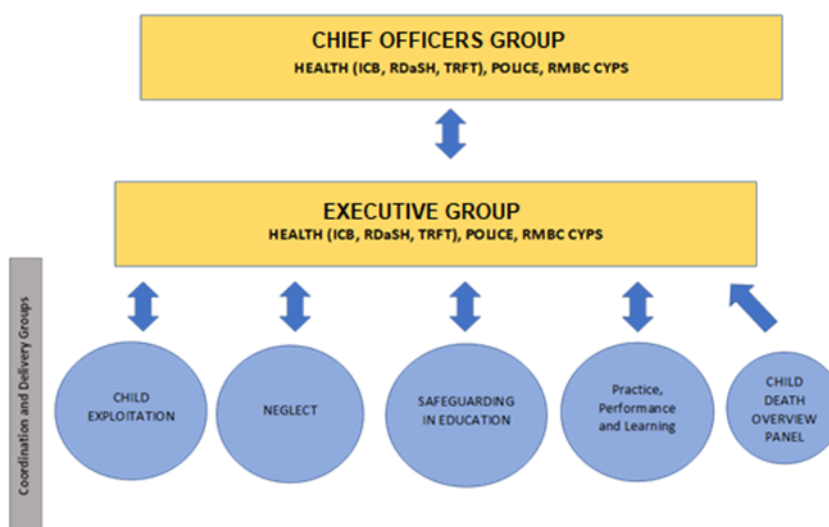 CHIEF OFFICERS GROUP
HEALTH (ICB, RDaSH, TRFT), POLICE, RMBC CYPS
EXECUTIVE GROUP
HEALTH (ICB, RDaSH, TRFT), POLICE, RMBC CYPS
Coordination and Delivery Groups
CHILD
EXPLOITATION
NEGLECT
SAFEGUARDING
IN EDUCATION
Practice,
Performance
and Learning
CHILD
DEATH
OVERVIEW
PANEL